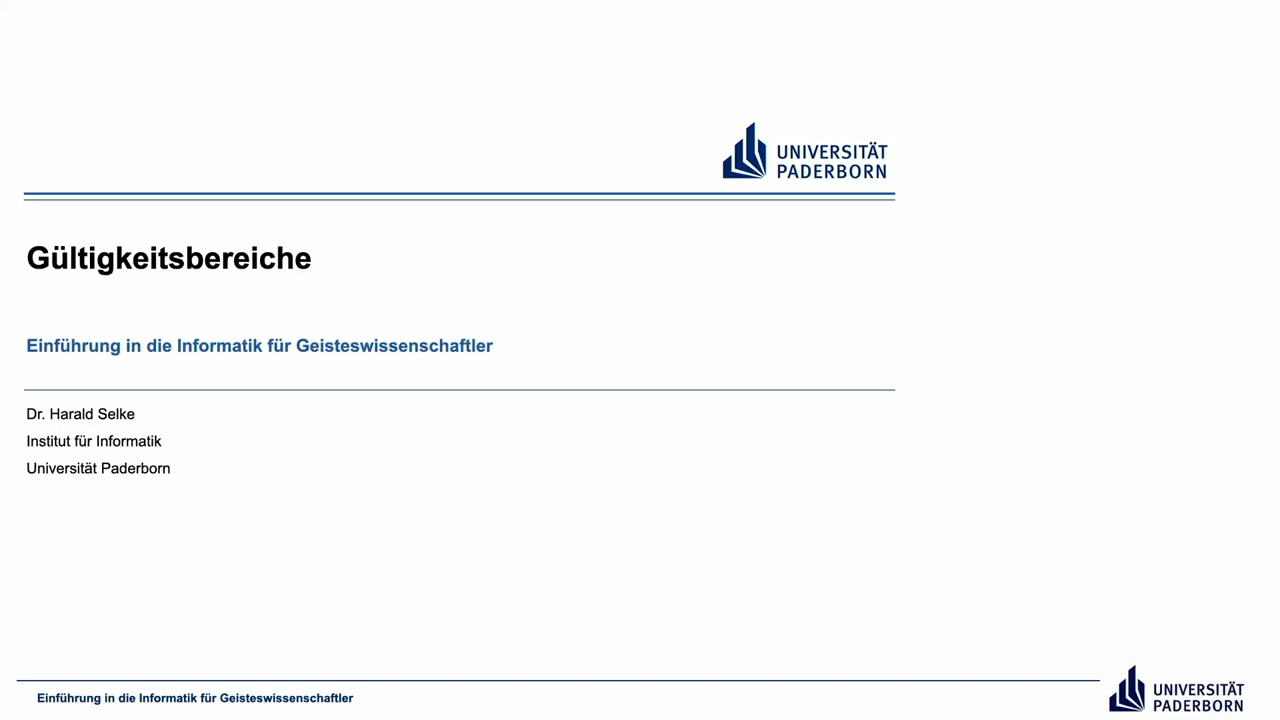 UNIVERSITÄT
PADERBORN
Gültigkeitsbereiche
Einführung in die Informatik für Geisteswissenschaftler
Dr. Harald Selke
Institut für Informatik
Universität Paderborn
Einführung in die Informatik für Geisteswissenschaftler
UNIVERSITÄT
PADERBORN